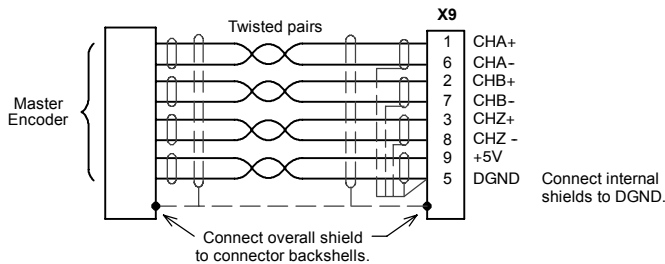 X9
Twisted pairs
1 CHA+
6 CHA-
2 CHB+
7 CHB-
3 CHZ+
8 CHZ -
9 +5V
5 DGND
Master
Encoder
Connect internal
shields to DGND.
Connect overall shield
to connector backshells.